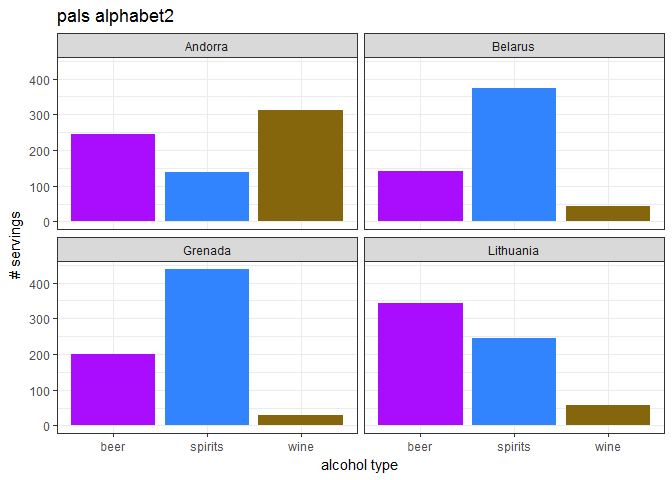 pals alphabet2
Andorra
Belarus
400
300
200
100
0
Grenada
Lithuania
400
300
200
100
0
# servings
beer spirits wine beer spirits wine
alcohol type